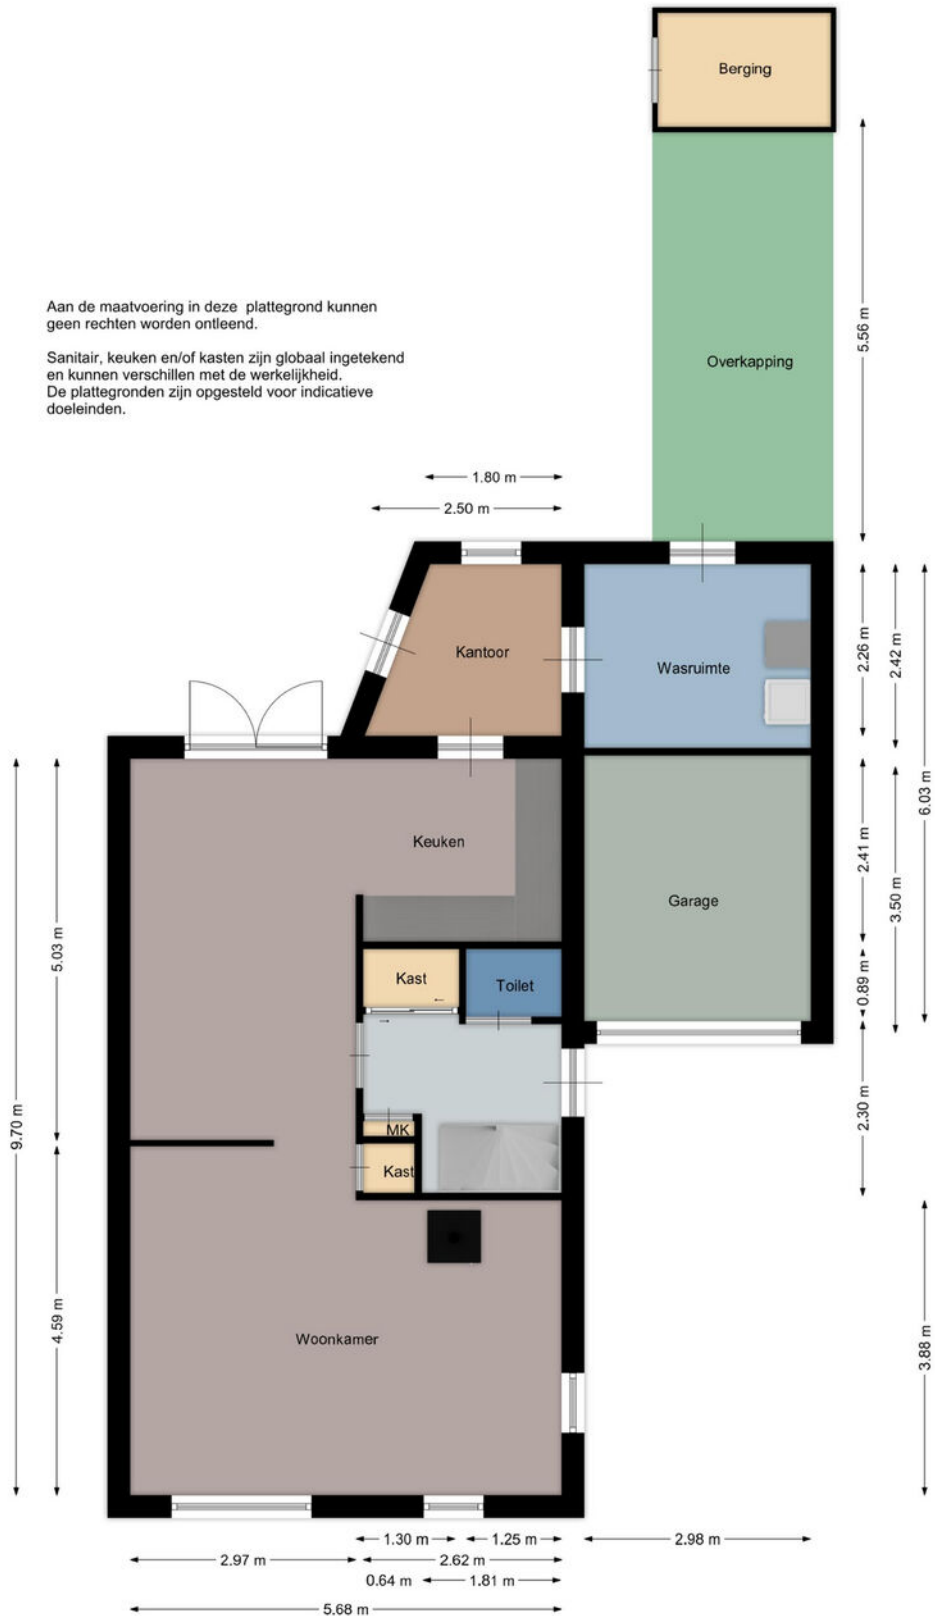 Berging
5.56 m
Aan de maatvoering in deze plattegrond kunnen
geen rechten worden ontleend.
Sanitair, keuken en/of kasten zijn globaal ingetekend
en kunnen verschillen met de werkelijkheid.
De plattegronden zijn opgesteld voor indicatieve
doeleinden.
Overkapping
1.80 m
2.50 m
Kantoor
Wasruimte
2.26 m
2.42 m
6.03 m
Keuken
Garage
2.41 m
3.50 m
5.03 m
Kast
Toilet
0.89 m
9.70 m
MK
2.30 m
Kast
4.59 m
Woonkamer
3.88 m
1.30 m
1.25 m
2.98 m
2.97 m
2.62 m
0.64 m
1.81 m
5.68 m